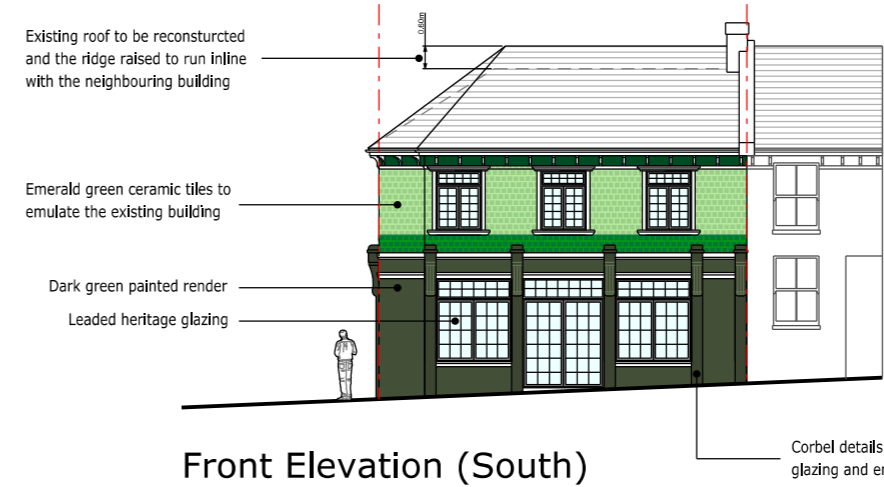 0.60m
Existing roof to be reconsturcted
and the ridge raised to run inline
with the neighbouring building
Emerald green ceramic tiles to
emulate the existing building
Dark green painted render
Leaded heritage glazing
Corbel details
glazing and
Front Elevation (South)